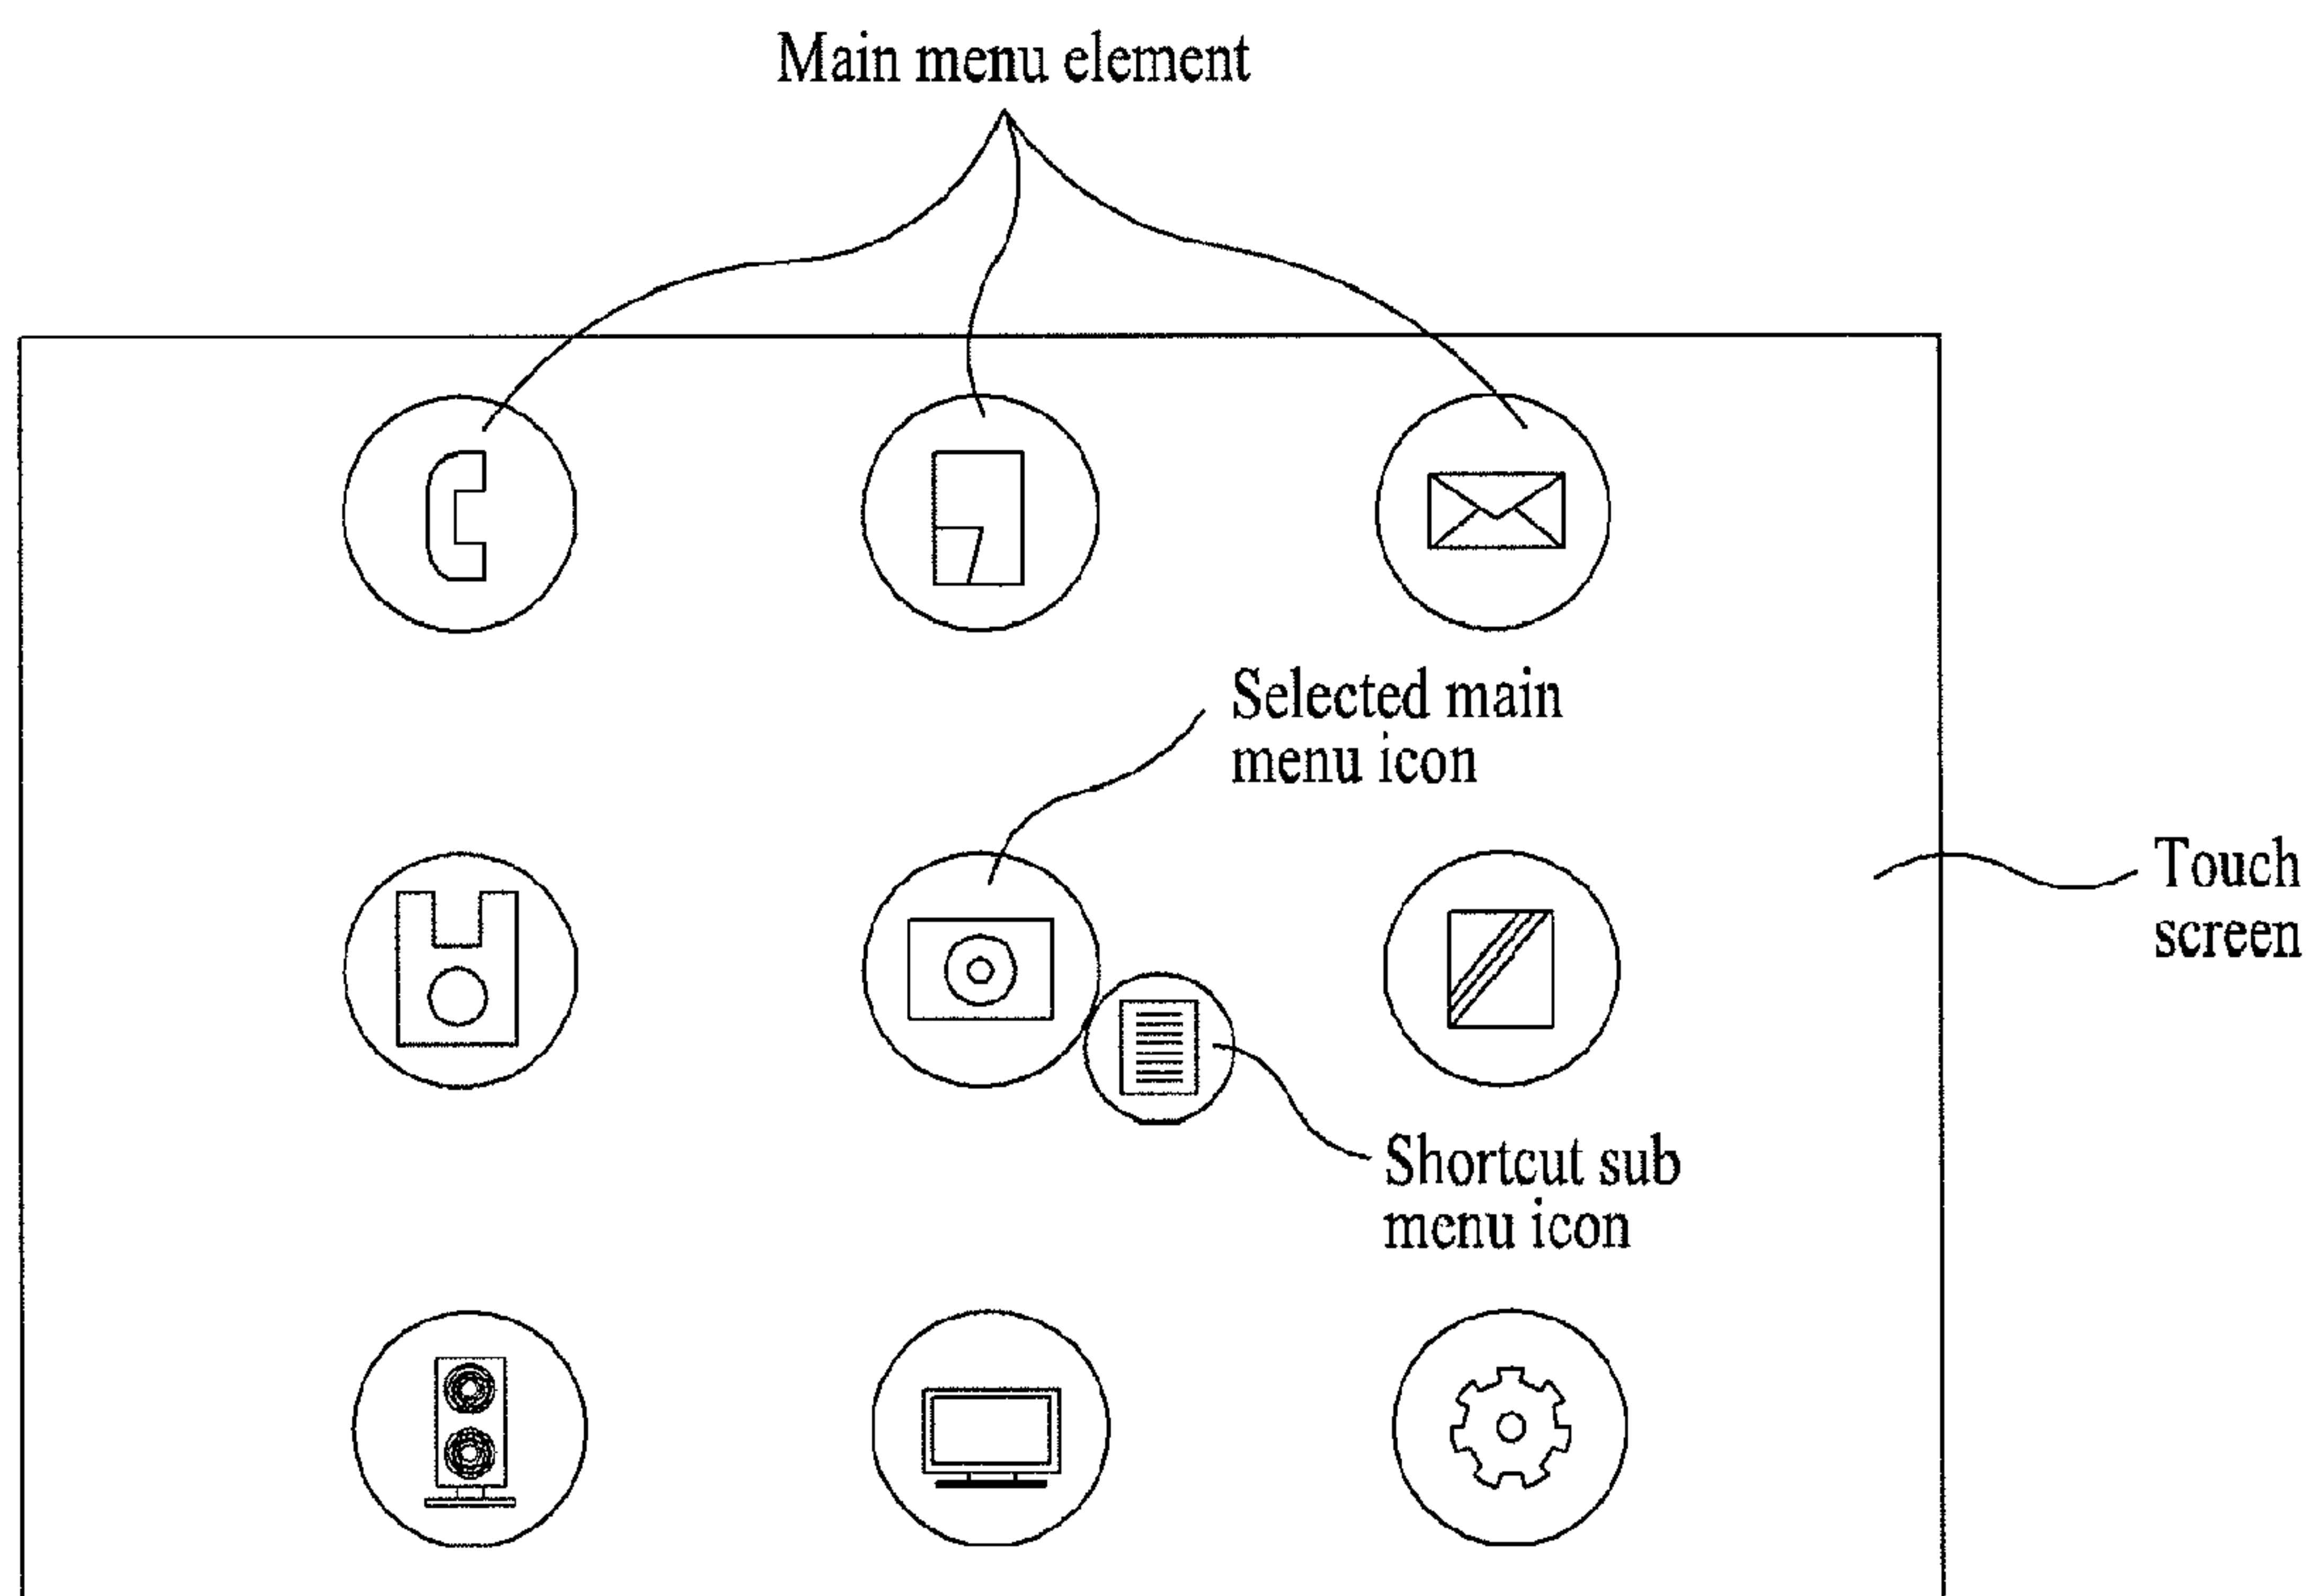 Main menu element
Selected main
menu icon
Touch
screen
Shortcut sub
menu icon